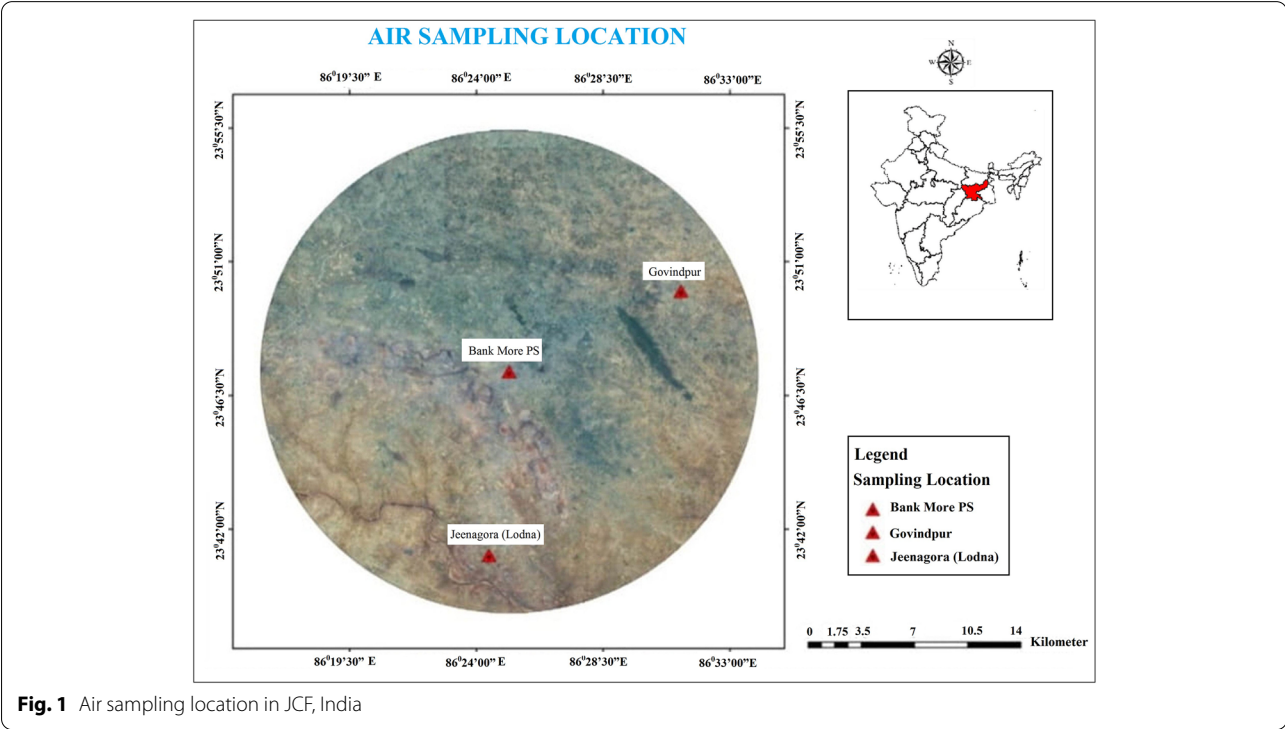 AIR SAMPLING LOCATION
86⁰19'30” E 86⁰24'00” E 86⁰28'30” E 86⁰33'00” E
N
W E
S
23⁰55'30”N 23⁰55'30”N
23⁰51'00”N 23⁰51'00”N
Govindpur
Bank More PS
23⁰46'30”N 23⁰46'30”N
Legend
Sampling Location
Bank More PS
Govindpur
Jeenagora (Lodna)
Jeenagora (Lodna)
23⁰42'00”N 23⁰42'00”N
0 1.75 3.5 7 10.5 14 Kilometer
86⁰19'30” E 86⁰24'00” E 86⁰28'30”E 86⁰33'00” E
Fig. 1 Air sampling location in JCF, India